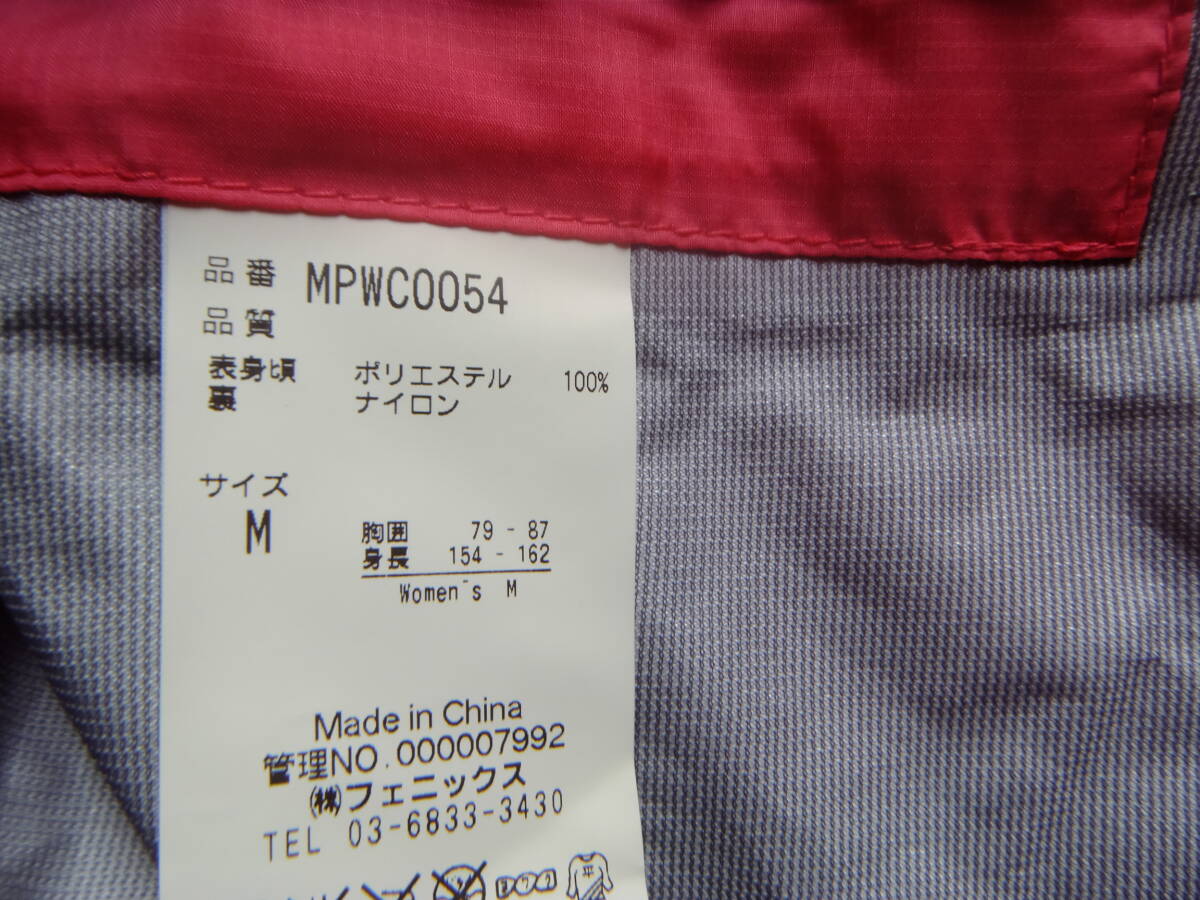 品番 MPWC0054
品質
表身頃 ポリエステル 100%
裏 ナイロン
サイズ
M
胸囲 79 - 87
身長 154 - 162
Women's M
Made in China
管理NO.000007992
㈱フェニックス
TEL 03-6833-3430
平